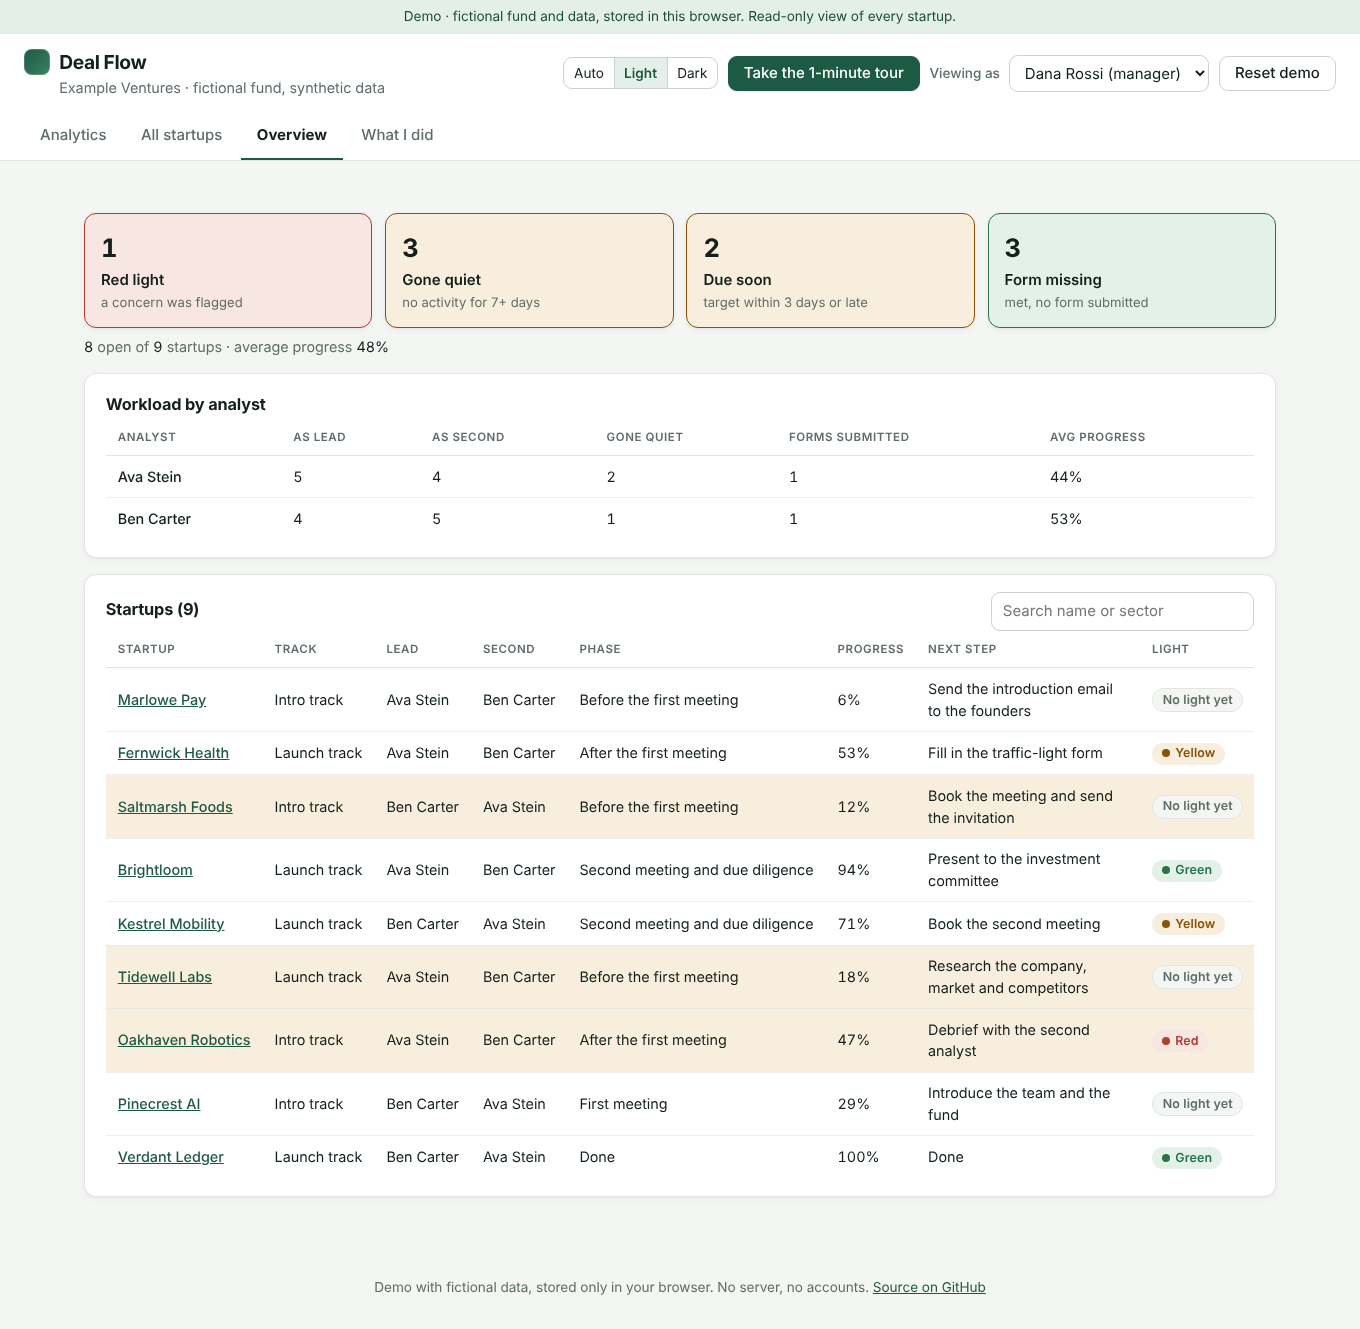 Demo · fictional fund and data, stored in this browser. Read-only view of every startup.
Deal Flow
Example Ventures · fictional fund, synthetic data
Auto Light Dark Take the 1-minute tour Viewing as Dana Rossi (manager) Reset demo
Analytics All startups Overview What I did
1 3 2 3
Red light Gone quiet Due soon Form missing
a concern was flagged no activity for 7+ days target within 3 days or late met, no form submitted
8 open of 9 startups · average progress 48%
Workload by analyst
ANALYST AS LEAD AS SECOND GONE QUIET FORMS SUBMITTED AVG PROGRESS
Ava Stein 5 4 2 1 44%
Ben Carter 4 5 1 1 53%
Startups (9) Search name or sector
STARTUP TRACK LEAD SECOND PHASE PROGRESS NEXT STEP LIGHT
Marlowe Pay Intro track Ava Stein Ben Carter Before the first meeting 6% Send the introduction email to the founders No light yet
Fernwick Health Launch track Ava Stein Ben Carter After the first meeting 53% Fill in the traffic-light form Yellow
Saltmarsh Foods Intro track Ben Carter Ava Stein Before the first meeting 12% Book the meeting and send the invitation No light yet
Brightloom Launch track Ava Stein Ben Carter Second meeting and due diligence 94% Present to the investment committee Green
Kestrel Mobility Launch track Ben Carter Ava Stein Second meeting and due diligence 71% Book the second meeting Yellow
Tidewell Labs Launch track Ava Stein Ben Carter Before the first meeting 18% Research the company, market and competitors No light yet
Oakhaven Robotics Intro track Ava Stein Ben Carter After the first meeting 47% Debrief with the second analyst Red
Pinecrest AI Intro track Ben Carter Ava Stein First meeting 29% Introduce the team and the fund No light yet
Verdant Ledger Launch track Ben Carter Ava Stein Done 100% Done Green
Demo with fictional data, stored only in your browser. No server, no accounts. Source on GitHub